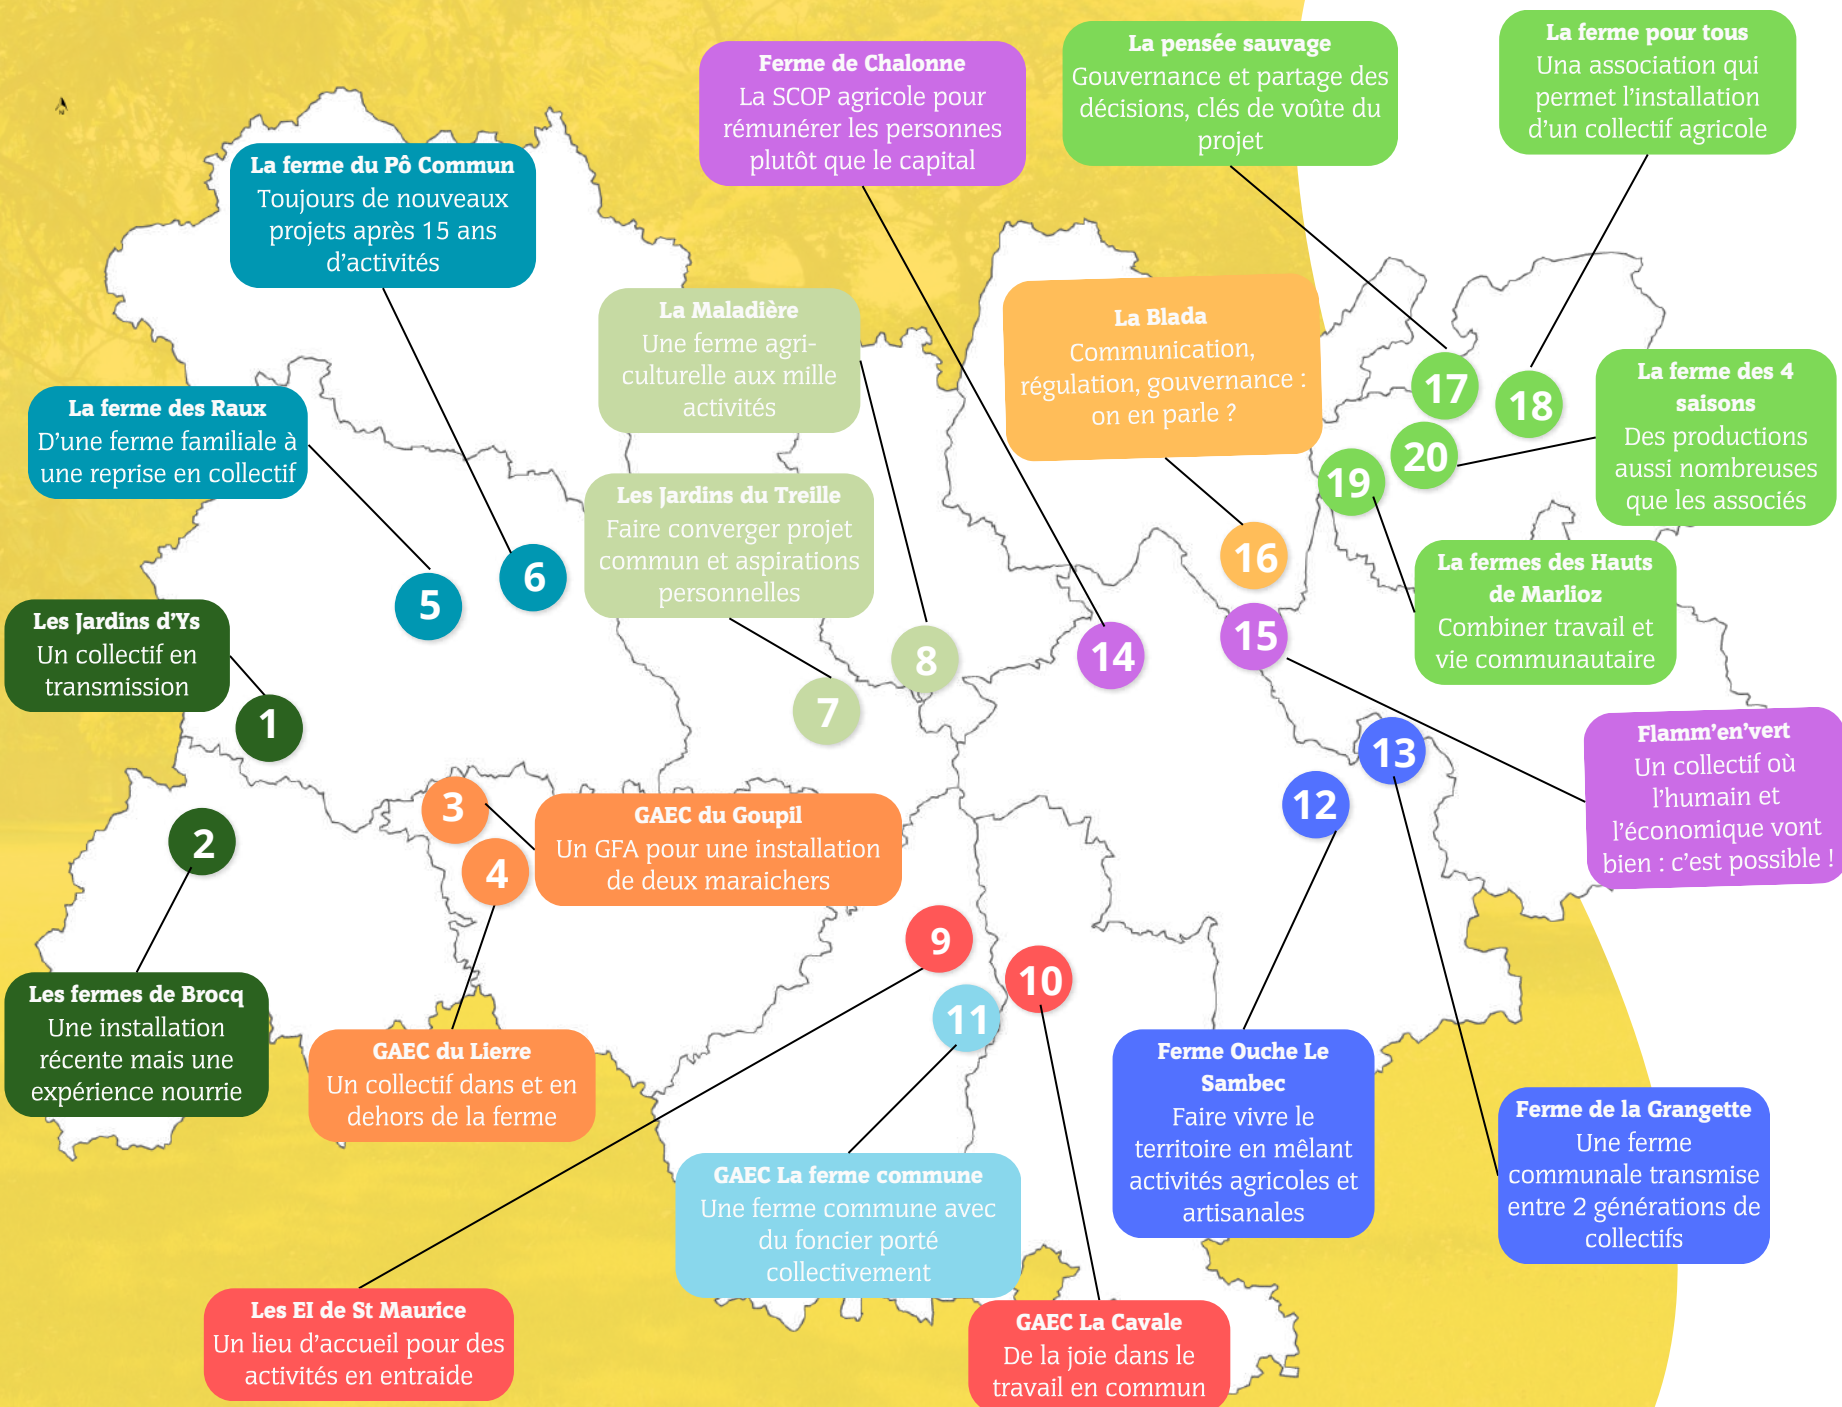 La ferme du Pô Commun
Toujours de nouveaux
projets après 15 ans
d'activités
Ferme de Chalonne
La SCOP agricole pour
rémunérer les personnes
plutôt que le capital
La pensée sauvage
Gouvernance et partage des
décisions, clés de voûte du
projet
La ferme pour tous
Una association qui
permet l'installation
d'un collectif agricole
La Maladière
Une ferme agri-
culturelle aux mille
activités
La Blada
Communication,
régulation, gouvernance :
on en parle ?
La ferme des Raux
D'une ferme familiale à
une reprise en collectif
La ferme des 4
saisons
Des productions
aussi nombreuses
que les associés
17
18
20
19
Les Jardins du Treille
Faire converger projet
commun et aspirations
personnelles
La fermes des Hauts
de Marlioz
Combiner travail et
vie communautaire
16
6
5
15
14
8
7
Les Jardins d'Ys
Un collectif en
transmission
1
Flamm'en'vert
Un collectif où
l'humain et
l'économique vont
bien : c'est possible !
13
12
2
3
4
GAEC du Goupil
Un GFA pour une installation
de deux maraichers
9
10
11
Les fermes de Brocq
Une installation
récente mais une
expérience nourrie
GAEC du Lierre
Un collectif dans et en
dehors de la ferme
Ferme Ouche Le
Sambec
Faire vivre le
territoire en mêlant
activités agricoles et
artisanales
Ferme de la Grangette
Une ferme
communale transmise
entre 2 générations de
collectifs
GAEC La ferme commune
Une ferme commune avec
du foncier porté
collectivement
Les EI de St Maurice
Un lieu d'accueil pour des
activités en entraide
GAEC La Cavale
De la joie dans le
travail en commun